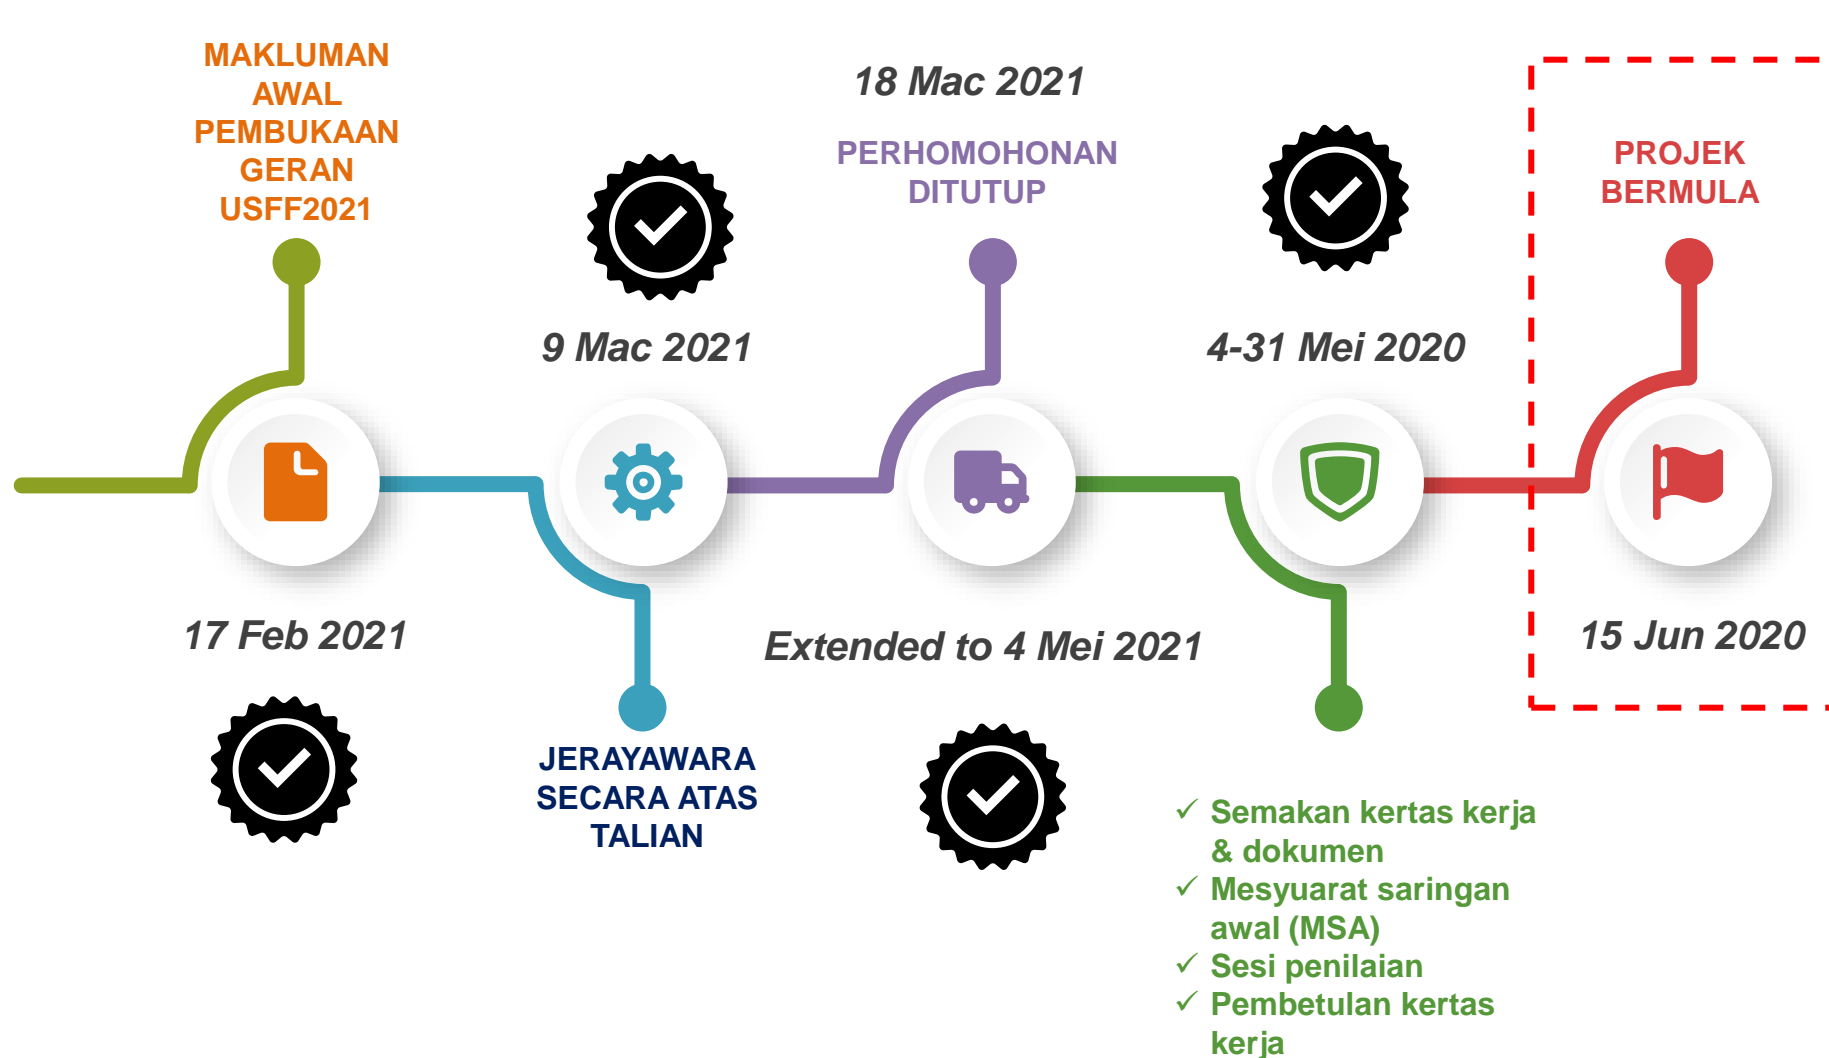 MAKLUMAN
AWAL
PEMBUKAAN
GERAN
USFF2021
17 Feb 2021
9 Mac 2021
JERAYAWARA
SECARA ATAS
TALIAN
18 Mac 2021
PERHOMOHONAN
DITUTUP
Extended to 4 Mei 2021
4-31 Mei 2020
✓ Semakan kertas kerja
& dokumen
✓ Mesyuarat saringan
awal (MSA)
✓ Sesi penilaian
✓ Pembetulan kertas
kerja
PROJEK
BERMULA
15 Jun 2020